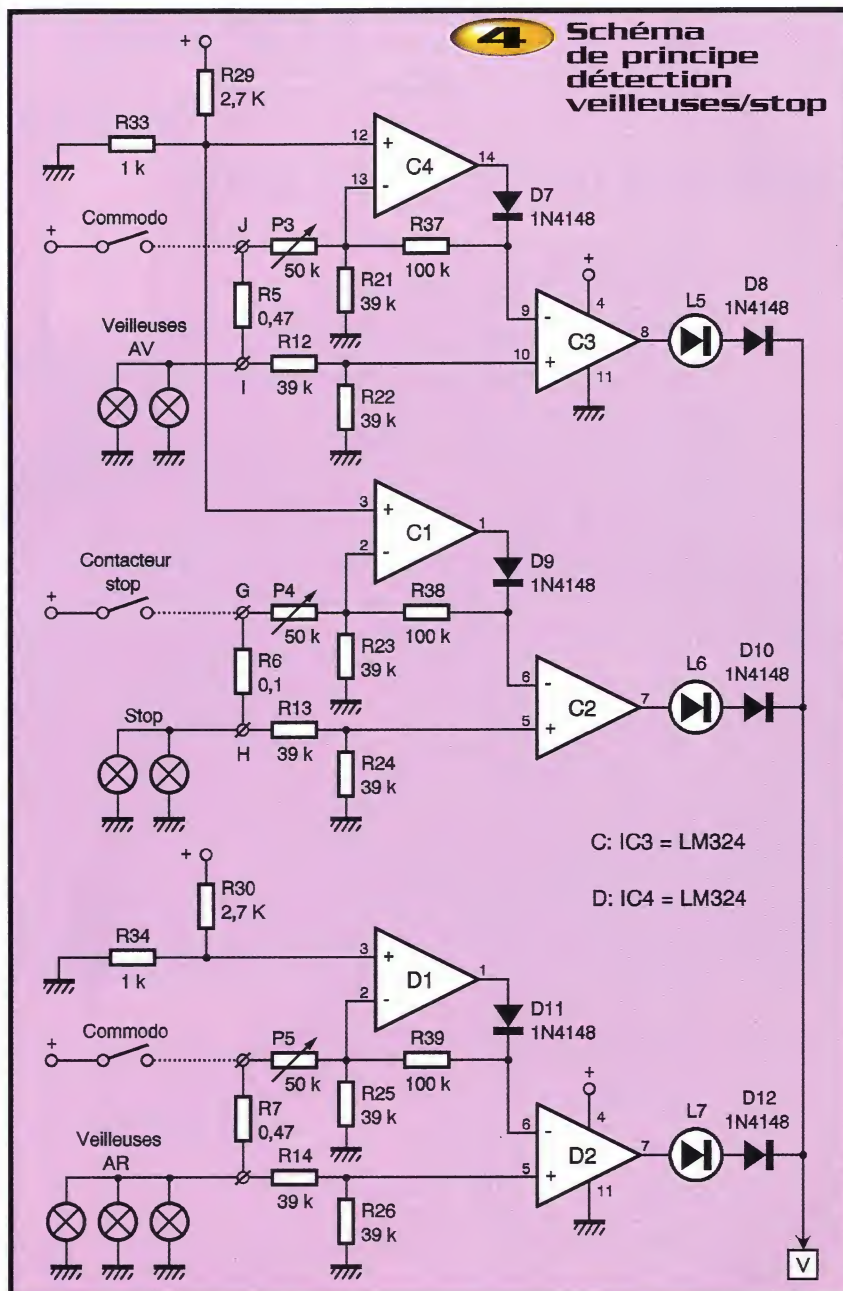 4
Schéma
de principe
détection
veilleuses/stop
+
R29
2,7 K
R33
1 k
12
+
13
-
C4
14
D7
1N4148
+
Commodo
J
P3
50 k
R37
100 k
R21
39 k
R5
0,47
Veilleuses
AV
I
R12
39 k
R22
39 k
9
-
10
+
C3
+
4
8
11
L5
D8
1N4148
3
+
2
-
C1
1
D9
1N4148
+
Contacteur
stop
G
P4
50 k
R38
100 k
R23
39 k
R6
0,1
Stop
H
R13
39 k
R24
39 k
6
-
5
+
C2
7
L6
D10
1N4148
C: IC3 = LM324
D: IC4 = LM324
+
R30
2,7 K
R34
1 k
3
+
2
-
D1
1
D11
1N4148
+
Commodo
P5
50 k
R39
100 k
R25
39 k
R7
0,47
Veilleuses
AR
R14
39 k
R26
39 k
6
-
5
+
D2
+
4
7
11
L7
D12
1N4148
V